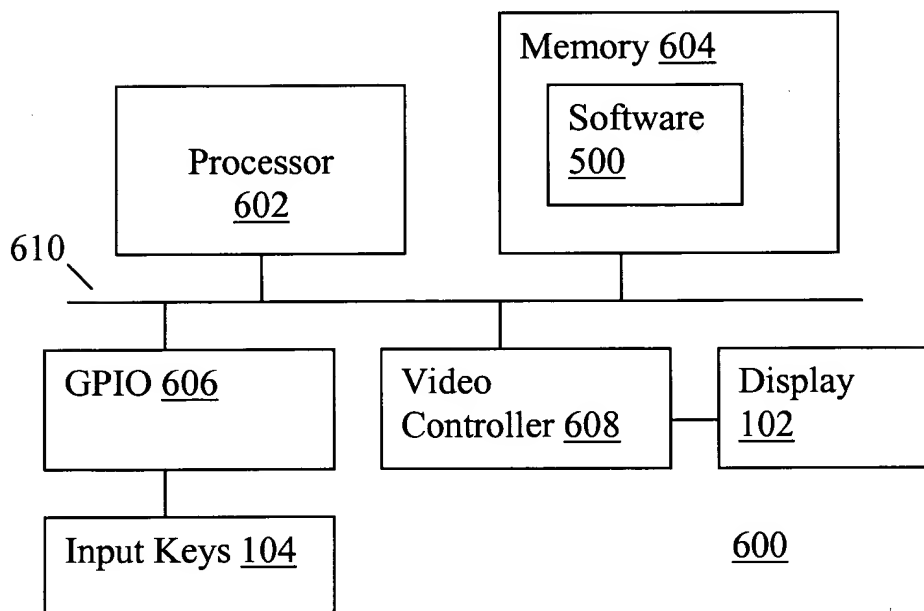 Memory 604
Software
500
Processor
602
610
GPIO 606
Video
Controller 608
Display
102
Input Keys 104
600